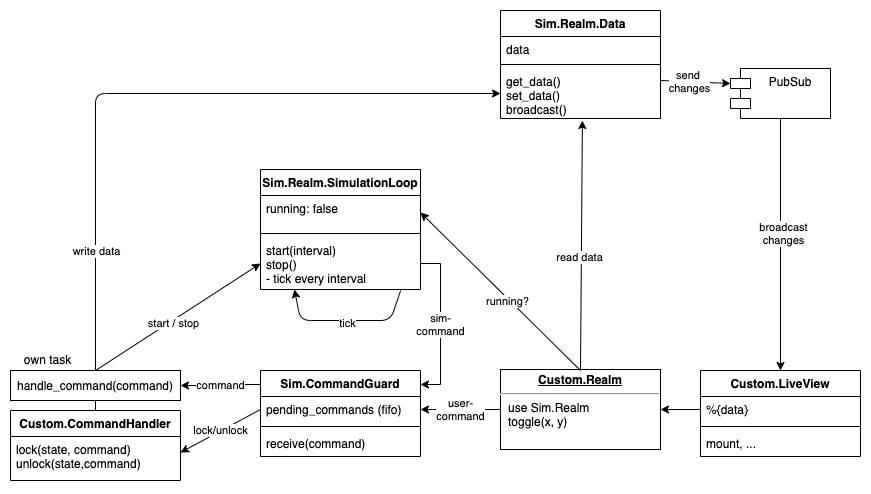 Sim.Realm.Data
data
get_data()
set_data()
broadcast()
send
changes
PubSub
Sim.Realm.SimulationLoop
running: false
start(interval)
stop()
- tick every interval
write data
read data
broadcast
changes
running?
start / stop
tick
sim-
command
own task
handle_command(command)
command
Sim.CommandGuard
pending_commands (fifo)
receive(command)
user-
command
Custom.Realm
use Sim.Realm
toggle(x, y)
Custom.LiveView
%{data}
mount, ...
lock/unlock
Custom.CommandHandler
lock(state, command)
unlock(state,command)